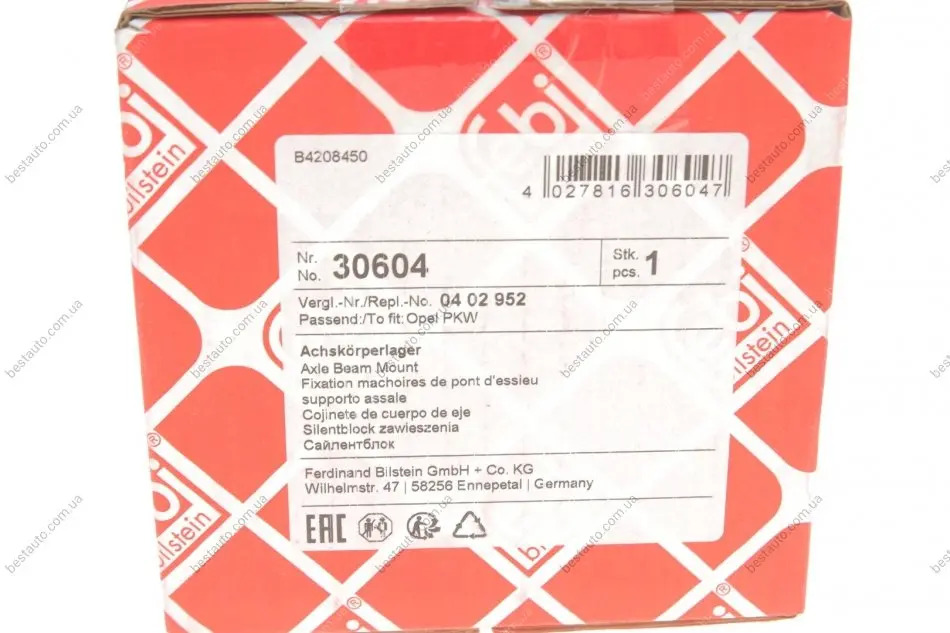 B4208450
4 027816 306047
Nr.
No. 30604
Stk.
pcs. 1
Vergl.-Nr./Repl.-No. 04 02 952
Passend:/To fit: Opel PKW
Achskörperlager
Axle Beam Mount
Fixation machoires de pont d'essieu
supporto assale
Cojinete de cuerpo de eje
Silentblock zawieszenia
Сайлентблок
Ferdinand Bilstein GmbH + Co. KG
Wilhelmstr. 47 | 58256 Ennepetal | Germany
EAC
febi
bilstein
bestauto.com.ua